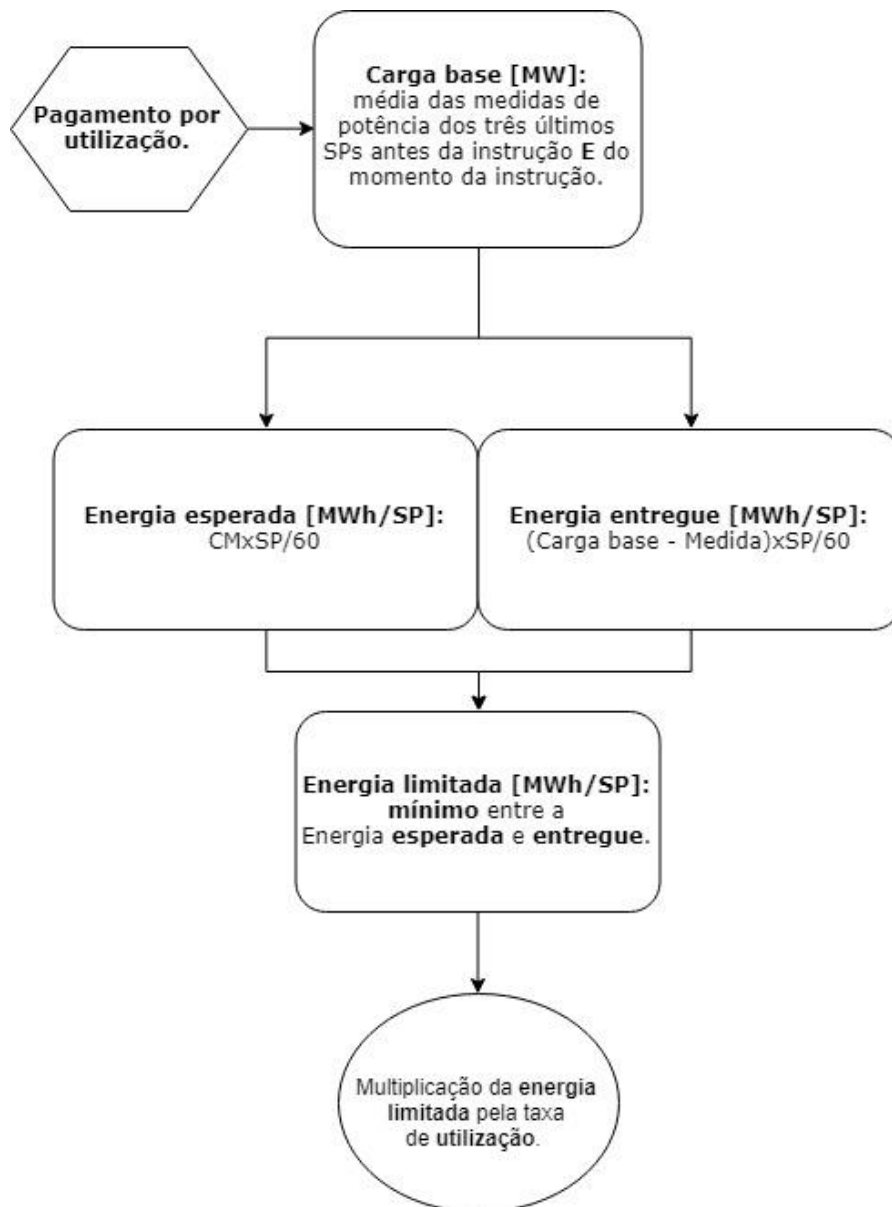 Pagamento por
utilização.
Carga base [MW]:
média das medidas de
potência dos três últimos
SPs antes da instrução E do
momento da instrução.
Energia esperada [MWh/SP]:
CMxSP/60
Energia entregue [MWh/SP]:
(Carga base - Medida)xSP/60
Energia limitada [MWh/SP]:
mínimo entre a
Energia esperada e entregue.
Multiplicação da energia
limitada pela taxa
de utilização.